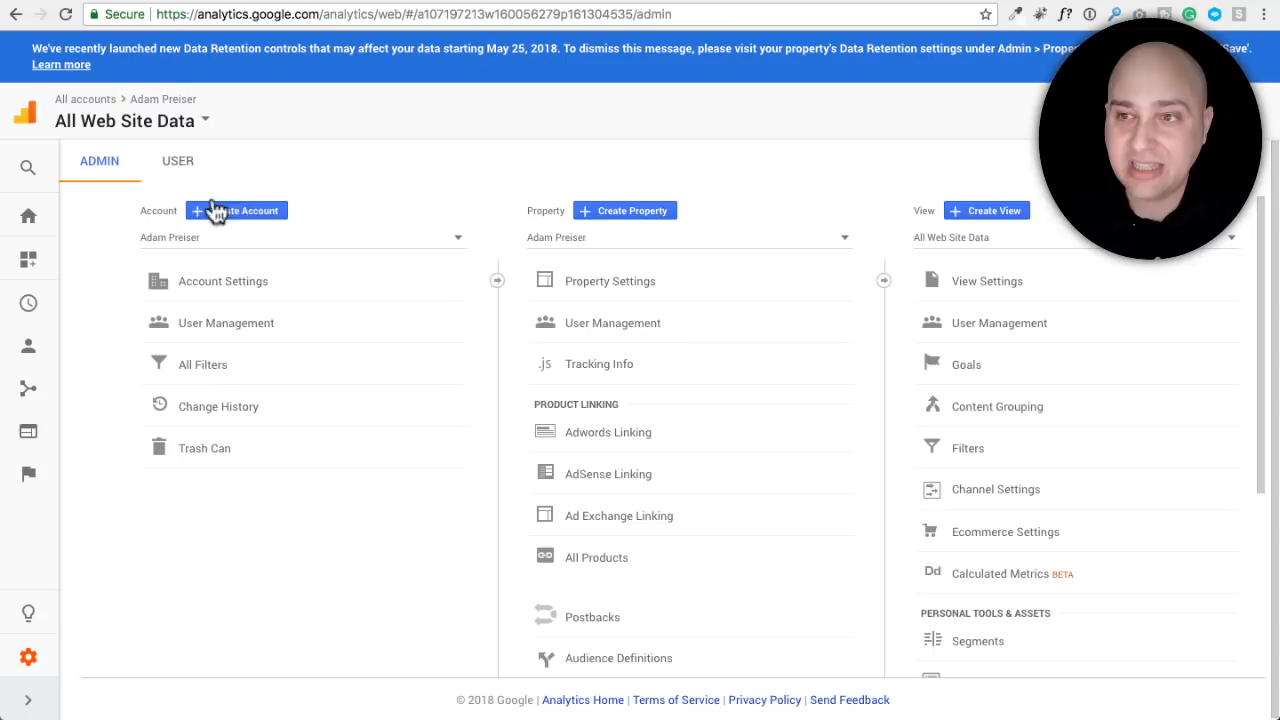 Secure
https://analytics.google.com/analytics/web/#/a107197213w160056279p161304535/admin
We've recently launched new Data Retention controls that may affect your data starting May 25, 2018. To dismiss this message, please visit your property's Data Retention settings under Admin >
Learn more
All accounts > Adam Preiser
All Web Site Data
ADMIN
USER
Account
Account
Adam Preiser
Account Settings
User Management
All Filters
Change History
Trash Can
Property
Create Property
Adam Preiser
Property Settings
User Management
.js
Tracking Info
PRODUCT LINKING
Adwords Linking
AdSense Linking
Ad Exchange Linking
All Products
Postbacks
Audience Definitions
View
Create View
All Web Site Data
View Settings
User Management
Goals
Content Grouping
Filters
Channel Settings
Ecommerce Settings
Dd
Calculated Metrics BETA
PERSONAL TOOLS & ASSETS
Segments
© 2018 Google | Analytics Home | Terms of Service | Privacy Policy | Send Feedback